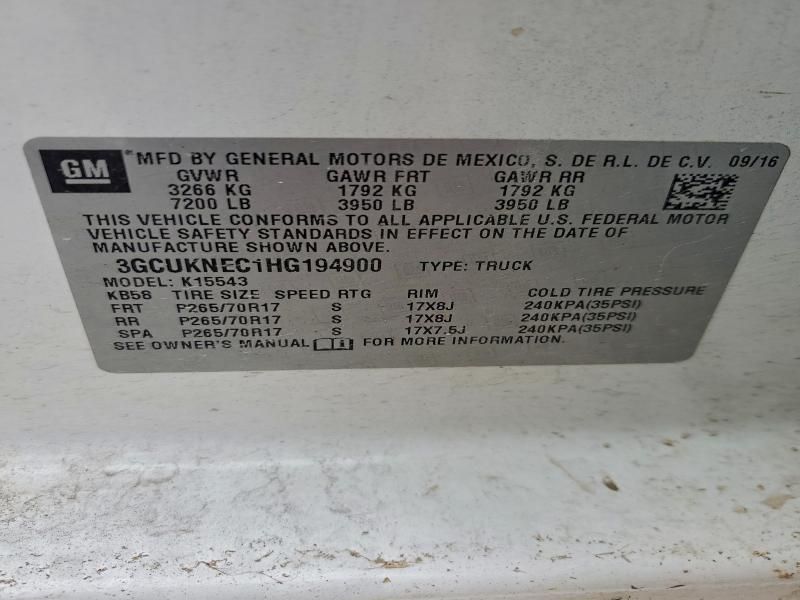 GM MFD BY GENERAL MOTORS DE MEXICO, S. DE R.L. DE C.V. 09/16
GVWR GAWR FRT GAWR RR
3266 KG 1792 KG 1792 KG
7200 LB 3950 LB 3950 LB
THIS VEHICLE CONFORMS TO ALL APPLICABLE U.S. FEDERAL MOTOR
VEHICLE SAFETY STANDARDS IN EFFECT ON THE DATE OF
MANUFACTURE SHOWN ABOVE.
3GCUKNEC1HG194900 TYPE: TRUCK
MODEL: K15543
KB58 TIRE SIZE SPEED RTG RIM COLD TIRE PRESSURE
FRT P265/70R17 S 17X8J 240KPA(35PSI)
RR P265/70R17 S 17X8J 240KPA(35PSI)
SPA P265/70R17 S 17X7.5J 240KPA(35PSI)
SEE OWNER'S MANUAL FOR MORE INFORMATION.